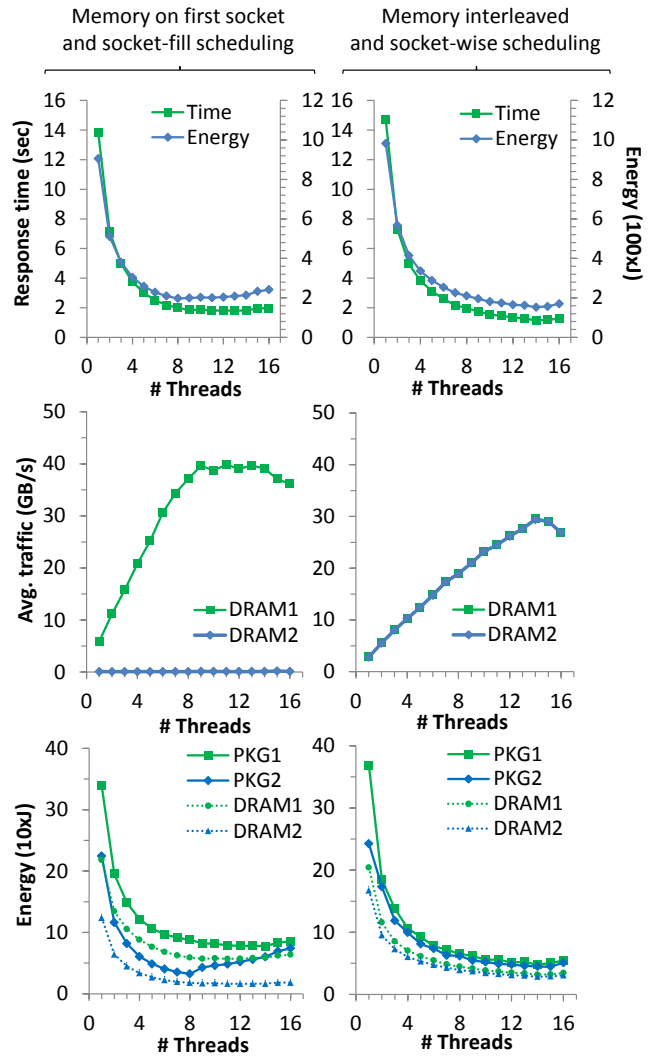 Memory on first socket
and socket-fill scheduling
Memory interleaved
and socket-wise scheduling
Response time (sec)
16
14
12
10
8
6
4
2
0
Time
Energy
12
10
8
6
4
2
0
0 4 8 12 16
# Threads
16
14
12
10
8
6
4
2
0
Time
Energy
12
10
8
6
4
2
0
Energy (100xJ)
0 4 8 12 16
# Threads
Avg. traffic (GB/s)
50
40
30
20
10
0
DRAM1
DRAM2
0 4 8 12 16
# Threads
50
40
30
20
10
0
DRAM1
DRAM2
0 4 8 12 16
# Threads
Energy (10xJ)
40
30
20
10
0
PKG1
PKG2
DRAM1
DRAM2
0 4 8 12 16
# Threads
40
30
20
10
0
PKG1
PKG2
DRAM1
DRAM2
0 4 8 12 16
# Threads